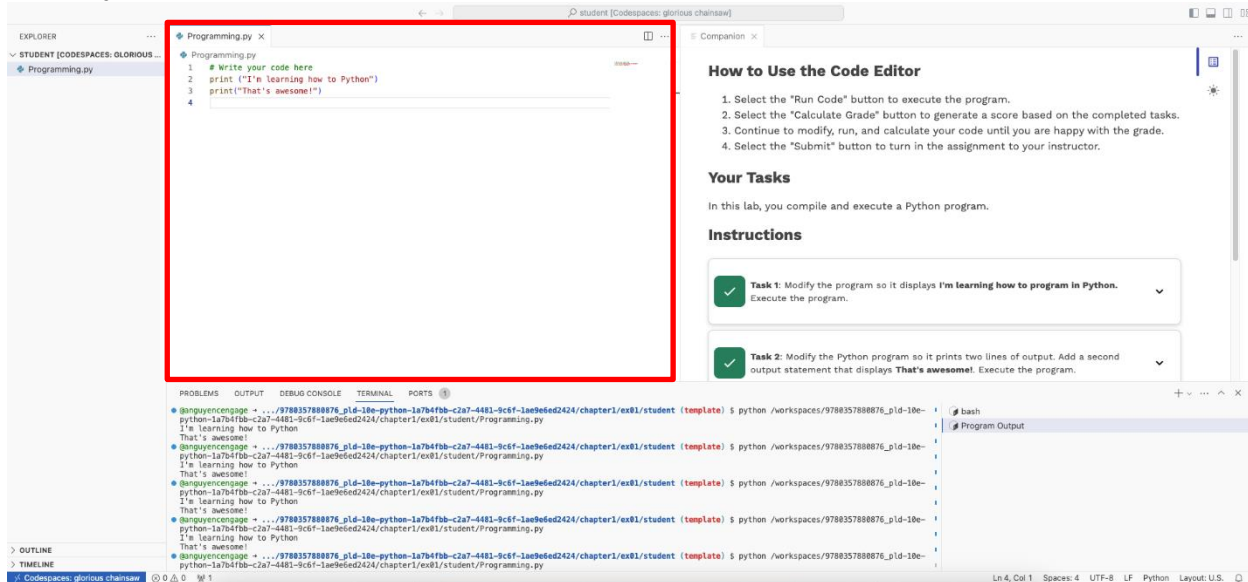 student [Codespaces: glorious chainsaw]
EXPLORER
STUDENT [CODESPACES: GLORIOUS ...
Programming.py
Programming.py
Programming.py
1 # Write your code here
2 print ("I'm learning how to Python")
3 print("That's awesome!")
4
Companion
How to Use the Code Editor
1. Select the "Run Code" button to execute the program.
2. Select the "Calculate Grade" button to generate a score based on the completed tasks.
3. Continue to modify, run, and calculate your code until you are happy with the grade.
4. Select the "Submit" button to turn in the assignment to your instructor.
Your Tasks
In this lab, you compile and execute a Python program.
Instructions
Task 1: Modify the program so it displays I'm learning how to program in Python.
Execute the program.
Task 2: Modify the Python program so it prints two lines of output. Add a second
output statement that displays That's awesome!. Execute the program.
PROBLEMS OUTPUT DEBUG CONSOLE TERMINAL PORTS 1
@anguyencengage → .../9780357880876_pld-10e-python-1a7b4fbb-c2a7-4481-9c6f-1ae9e6ed2424/chapter1/ex01/student (template) $ python /workspaces/9780357880876_pld-10e-
python-1a7b4fbb-c2a7-4481-9c6f-1ae9e6ed2424/chapter1/ex01/student/Programming.py
I'm learning how to Python
That's awesome!
@anguyencengage → .../9780357880876_pld-10e-python-1a7b4fbb-c2a7-4481-9c6f-1ae9e6ed2424/chapter1/ex01/student (template) $ python /workspaces/9780357880876_pld-10e-
python-1a7b4fbb-c2a7-4481-9c6f-1ae9e6ed2424/chapter1/ex01/student/Programming.py
I'm learning how to Python
That's awesome!
@anguyencengage → .../9780357880876_pld-10e-python-1a7b4fbb-c2a7-4481-9c6f-1ae9e6ed2424/chapter1/ex01/student (template) $ python /workspaces/9780357880876_pld-10e-
python-1a7b4fbb-c2a7-4481-9c6f-1ae9e6ed2424/chapter1/ex01/student/Programming.py
I'm learning how to Python
That's awesome!
@anguyencengage → .../9780357880876_pld-10e-python-1a7b4fbb-c2a7-4481-9c6f-1ae9e6ed2424/chapter1/ex01/student (template) $ python /workspaces/9780357880876_pld-10e-
python-1a7b4fbb-c2a7-4481-9c6f-1ae9e6ed2424/chapter1/ex01/student/Programming.py
I'm learning how to Python
That's awesome!
@anguyencengage → .../9780357880876_pld-10e-python-1a7b4fbb-c2a7-4481-9c6f-1ae9e6ed2424/chapter1/ex01/student (template) $ python /workspaces/9780357880876_pld-10e-
python-1a7b4fbb-c2a7-4481-9c6f-1ae9e6ed2424/chapter1/ex01/student/Programming.py
bash
Program Output
OUTLINE
TIMELINE
Codespaces: glorious chainsaw 0 0 1 Ln 4, Col 1 Spaces: 4 UTF-8 LF Python Layout: U.S.